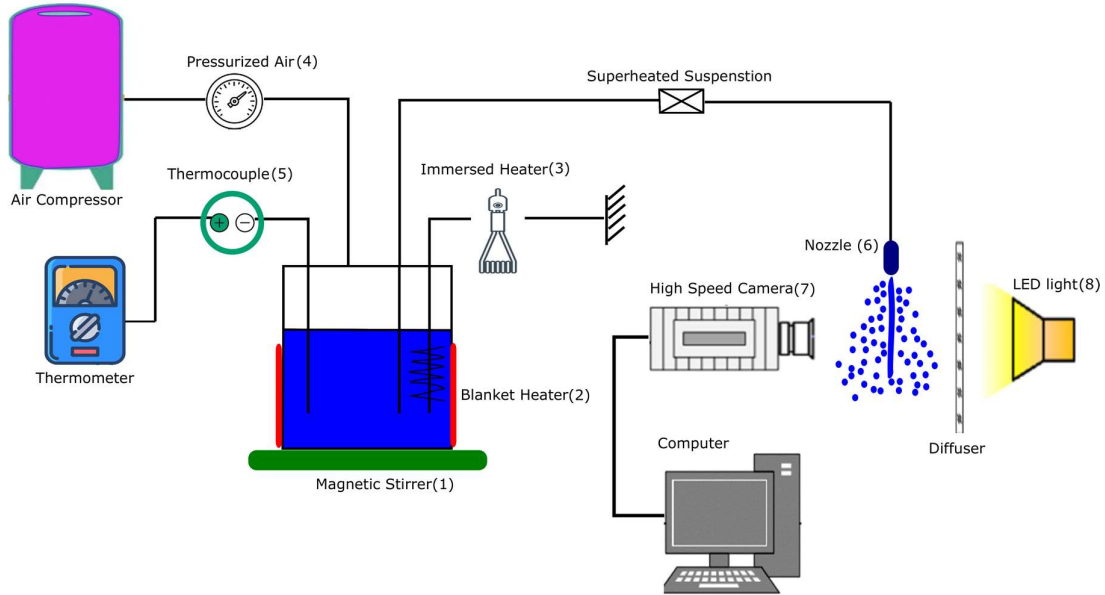 Pressurized Air(4)
Superheated Suspenstion
Thermocouple(5)
Immersed Heater(3)
Air Compressor
Nozzle (6)
High Speed Camera(7)
LED light(8)
Thermometer
Blanket Heater(2)
Computer
Diffuser
Magnetic Stirrer(1)